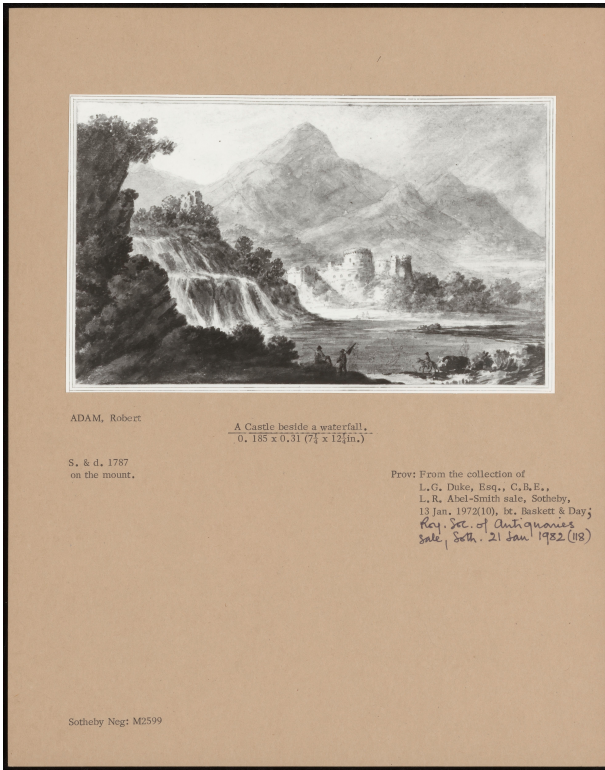 ADAM, Robert
A Castle beside a waterfall.
0. 185 x 0.31 (7¼ x 12¼in.)
S. & d. 1787
on the mount.
Prov: From the collection of
L.G. Duke, Esq., C.B.E.,
L.R. Abel-Smith sale, Sotheby,
13 Jan. 1972(10), bt. Baskett & Day;
Roy. Soc. of Antiquaries
sale, Soth. 21 Jan 1982 (118)
Sotheby Neg: M2599